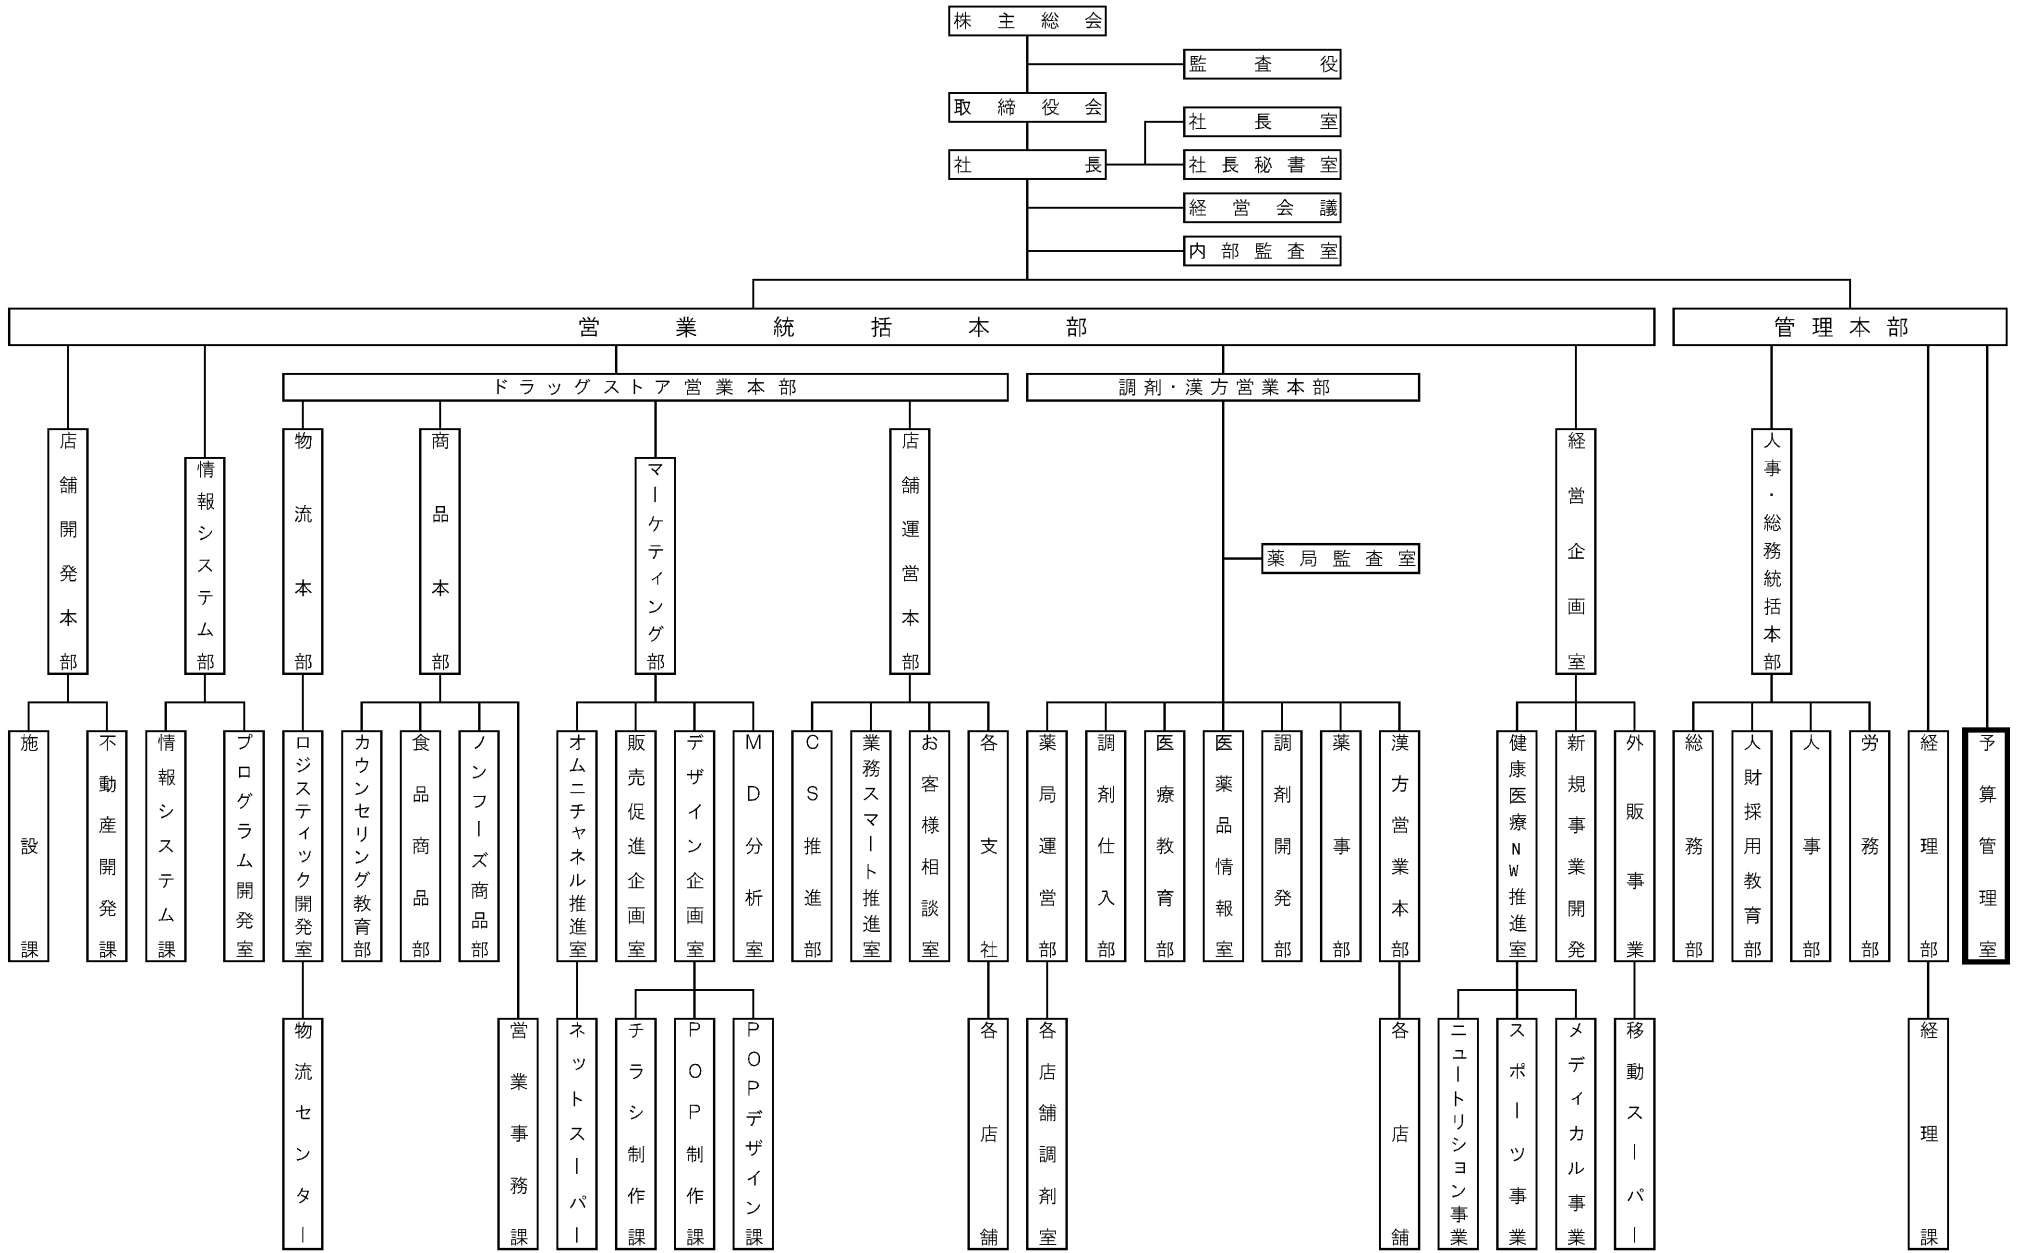 株主総会
監査役
取締役会
社長室
社長
社長秘書室
経営会議
内部監査室
営業統括本部
管理本部
ドラッグストア営業本部
調剤・漢方営業本部
店舗開発本部
情報システム部
物流本部
商品本部
マーケティング部
店舗運営本部
薬局監査室
経営企画室
人事・総務統括本部
施設課
不動産開発課
情報システム課
プログラム開発室
ロジスティック開発室
カウンセリング教育部
食品商品部
ノンフーズ商品部
オムニチャネル推進室
販売促進企画室
デザイン企画室
MD分析室
CS推進部
業務スマート推進室
お客様相談室
各支社
薬局運営部
調剤仕入部
医療教育部
医薬品情報室
調剤開発部
薬事部
漢方営業本部
健康医療NW推進室
新規事業開発
外販事業
総務部
人財採用教育部
人事部
労務部
経理部
予算管理室
物流センター
営業事務課
ネットスーパー
チラシ制作課
POP制作課
POPデザイン課
各店舗
各店舗調剤室
各店舗
ニュートリション事業
スポーツ事業
メディカル事業
移動スーパー
経理課